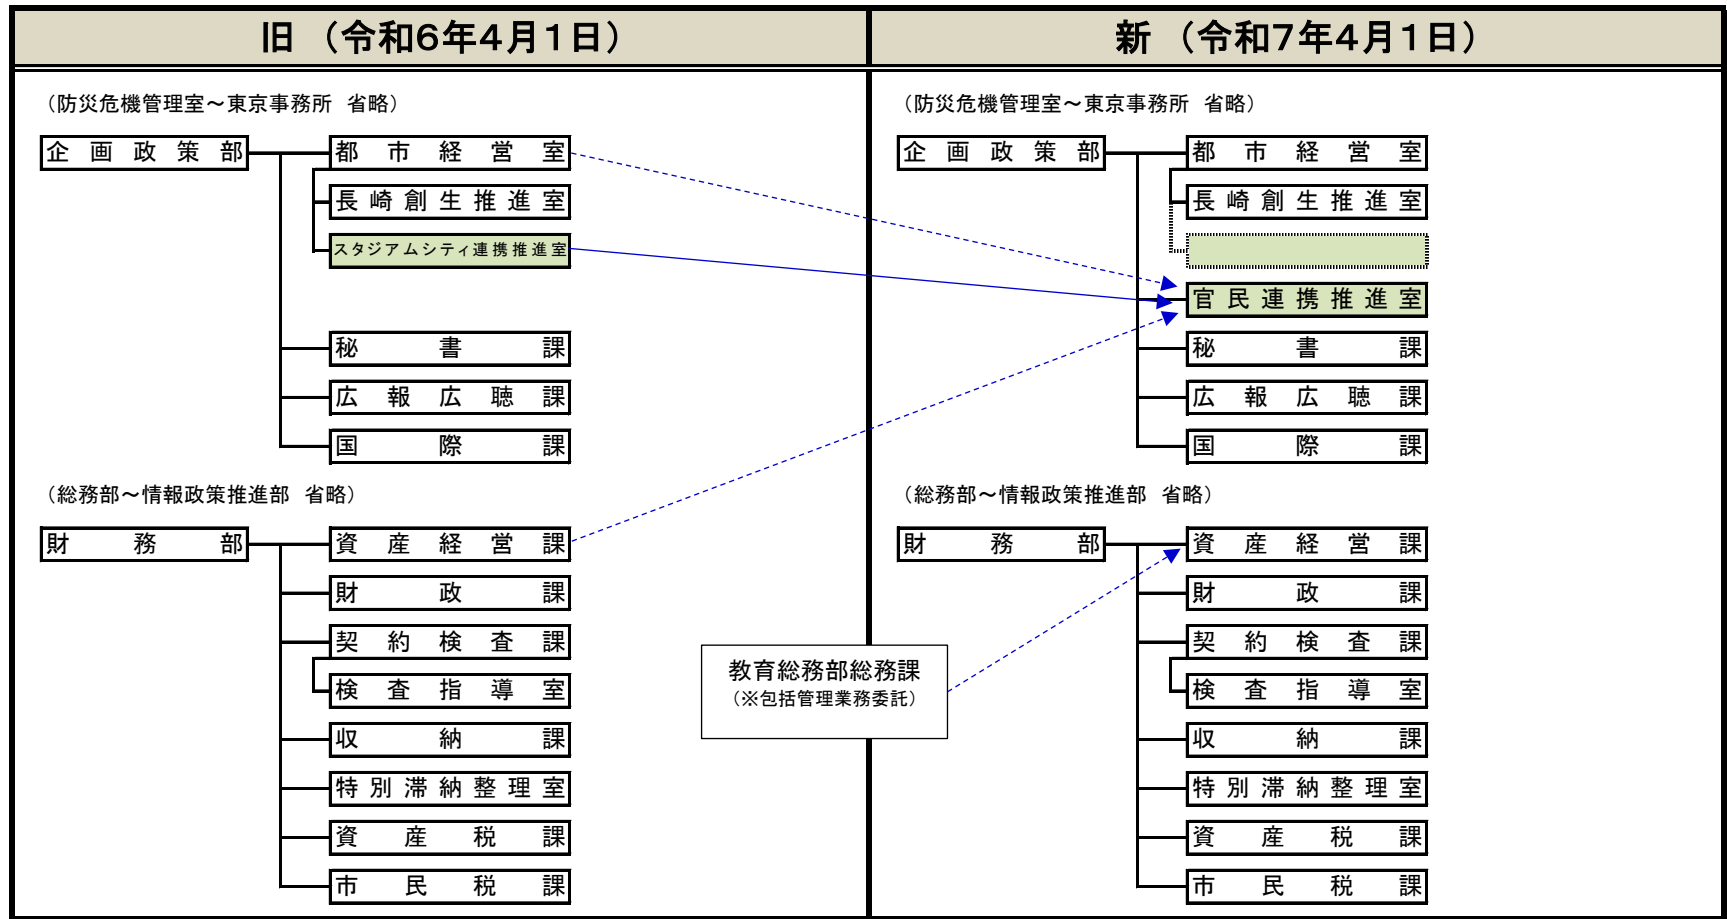 旧 （令和6年4月1日）
（防災危機管理室～東京事務所 省略）
企画政策部
都市経営室
長崎創生推進室
スタジアムシティ連携推進室
秘書課
広報広聴課
国際課
（総務部～情報政策推進部 省略）
財務部
資産経営課
財政課
契約検査課
検査指導室
収納課
特別滞納整理室
資産税課
市民税課
教育総務部総務課
（※包括管理業務委託）
新 （令和7年4月1日）
（防災危機管理室～東京事務所 省略）
企画政策部
都市経営室
長崎創生推進室
官民連携推進室
秘書課
広報広聴課
国際課
（総務部～情報政策推進部 省略）
財務部
資産経営課
財政課
契約検査課
検査指導室
収納課
特別滞納整理室
資産税課
市民税課